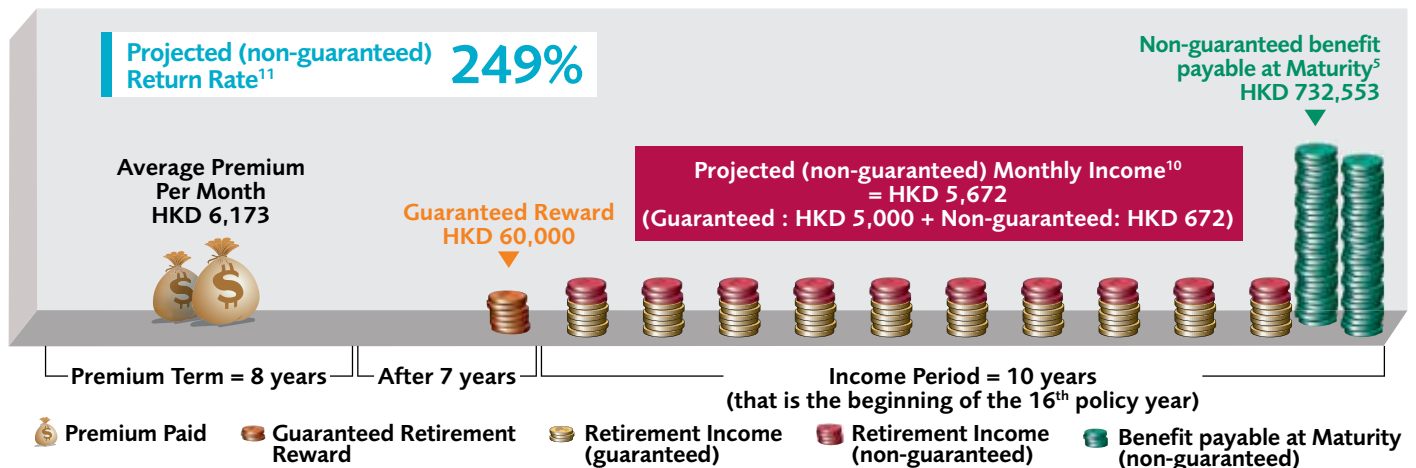 Projected (non-guaranteed)
Return Rate11
249%
Non-guaranteed benefit
payable at Maturity5
HKD 732,553
Average Premium
Per Month
HKD 6,173
Guaranteed Reward
HKD 60,000
Projected (non-guaranteed) Monthly Income10
= HKD 5,672
(Guaranteed : HKD 5,000 + Non-guaranteed: HKD 672)
$
$
Premium Term = 8 years
After 7 years
Income Period = 10 years
(that is the beginning of the 16th policy year)
$
Premium Paid
Guaranteed Retirement
Reward
Retirement Income
(guaranteed)
Retirement Income
(non-guaranteed)
Benefit payable at Maturity
(non-guaranteed)